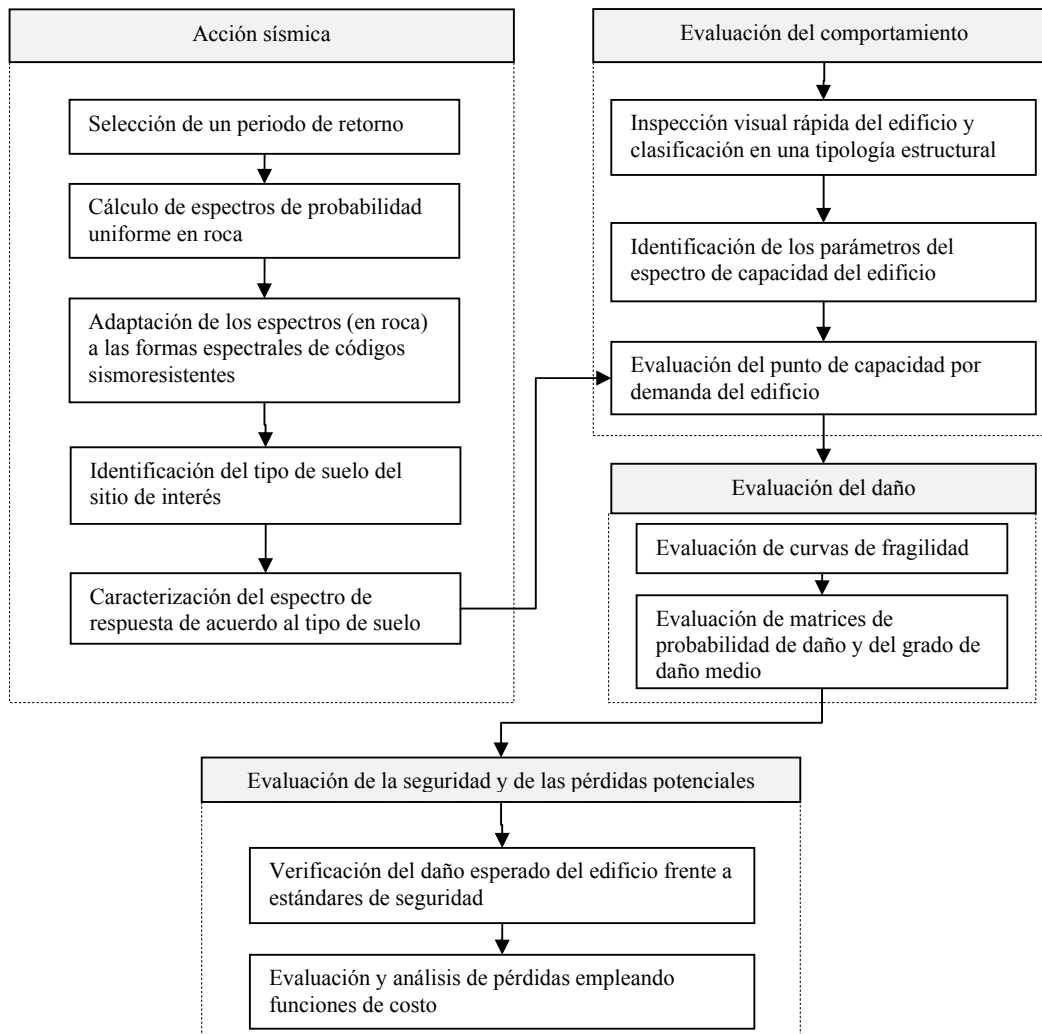 Acción sísmica
Selección de un periodo de retorno
Cálculo de espectros de probabilidad
uniforme en roca
Adaptación de los espectros (en roca)
a las formas espectrales de códigos
sismoresistentes
Identificación del tipo de suelo del
sitio de interés
Caracterización del espectro de
respuesta de acuerdo al tipo de suelo
Evaluación del comportamiento
Inspección visual rápida del edificio y
clasificación en una tipología estructural
Identificación de los parámetros del
espectro de capacidad del edificio
Evaluación del punto de capacidad por
demanda del edificio
Evaluación del daño
Evaluación de curvas de fragilidad
Evaluación de matrices de
probabilidad de daño y del grado de
daño medio
Evaluación de la seguridad y de las pérdidas potenciales
Verificación del daño esperado del edificio frente a
estándares de seguridad
Evaluación y análisis de pérdidas empleando
funciones de costo